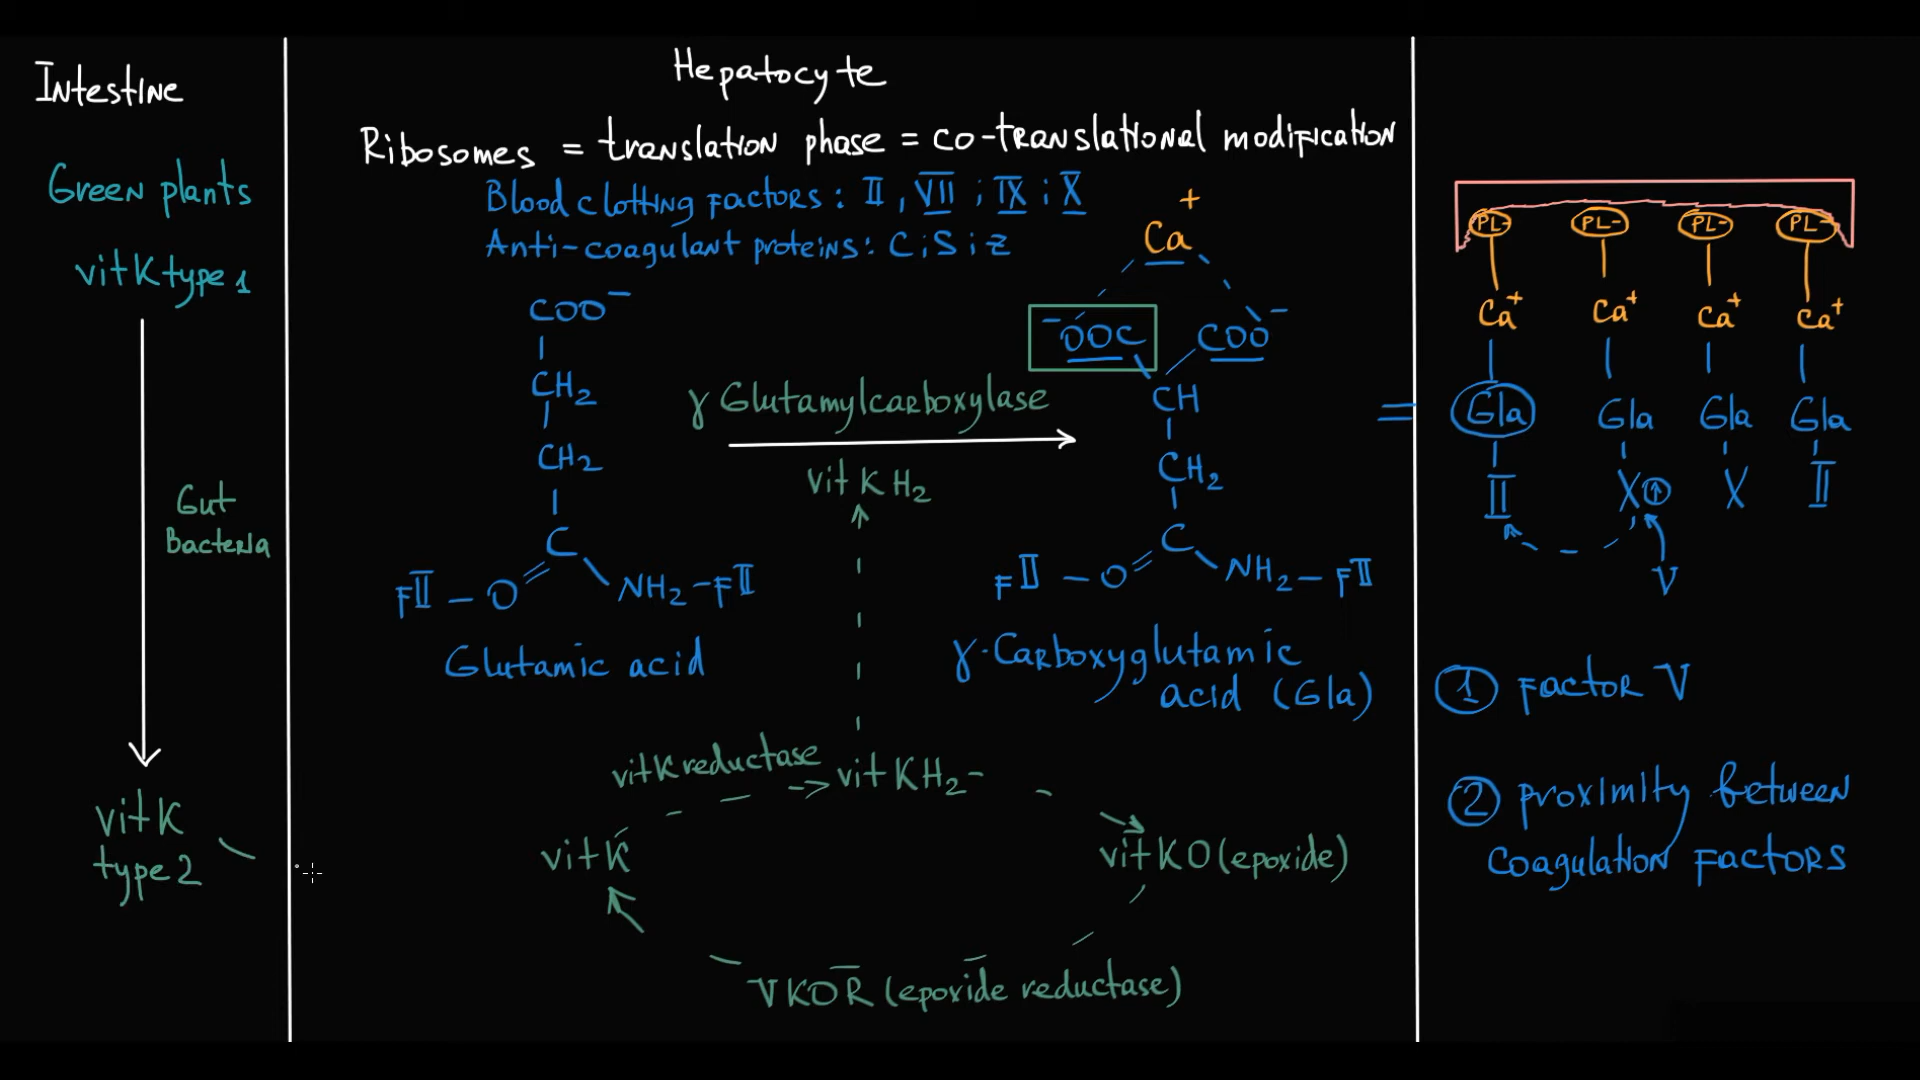 Intestine
Green plants
vit K type 1
Gut
Bacteria
vit K
type 2
Hepatocyte
Ribosomes = translation phase = co-translational modification
Blood clotting factors: II, VII; IX; X
Anti-coagulant proteins: C; S; Z
COO⁻
CH₂
CH₂
C
FII – O NH₂ – FII
Glutamic acid
γ Glutamylcarboxylase
vit KH₂
Ca⁺
⁻OOC COO⁻
CH
CH₂
C
FII – O NH₂ – FII
γ-Carboxyglutamic
acid (Gla)
vit K reductase
vit KH₂
vit K
vit KO (epoxide)
VKOR (epoxide reductase)
=
PL- PL- PL- PL-
Ca⁺ Ca⁺ Ca⁺ Ca⁺
Gla Gla Gla Gla
II X↑ X II
V
① Factor V
② proximity between
coagulation factors